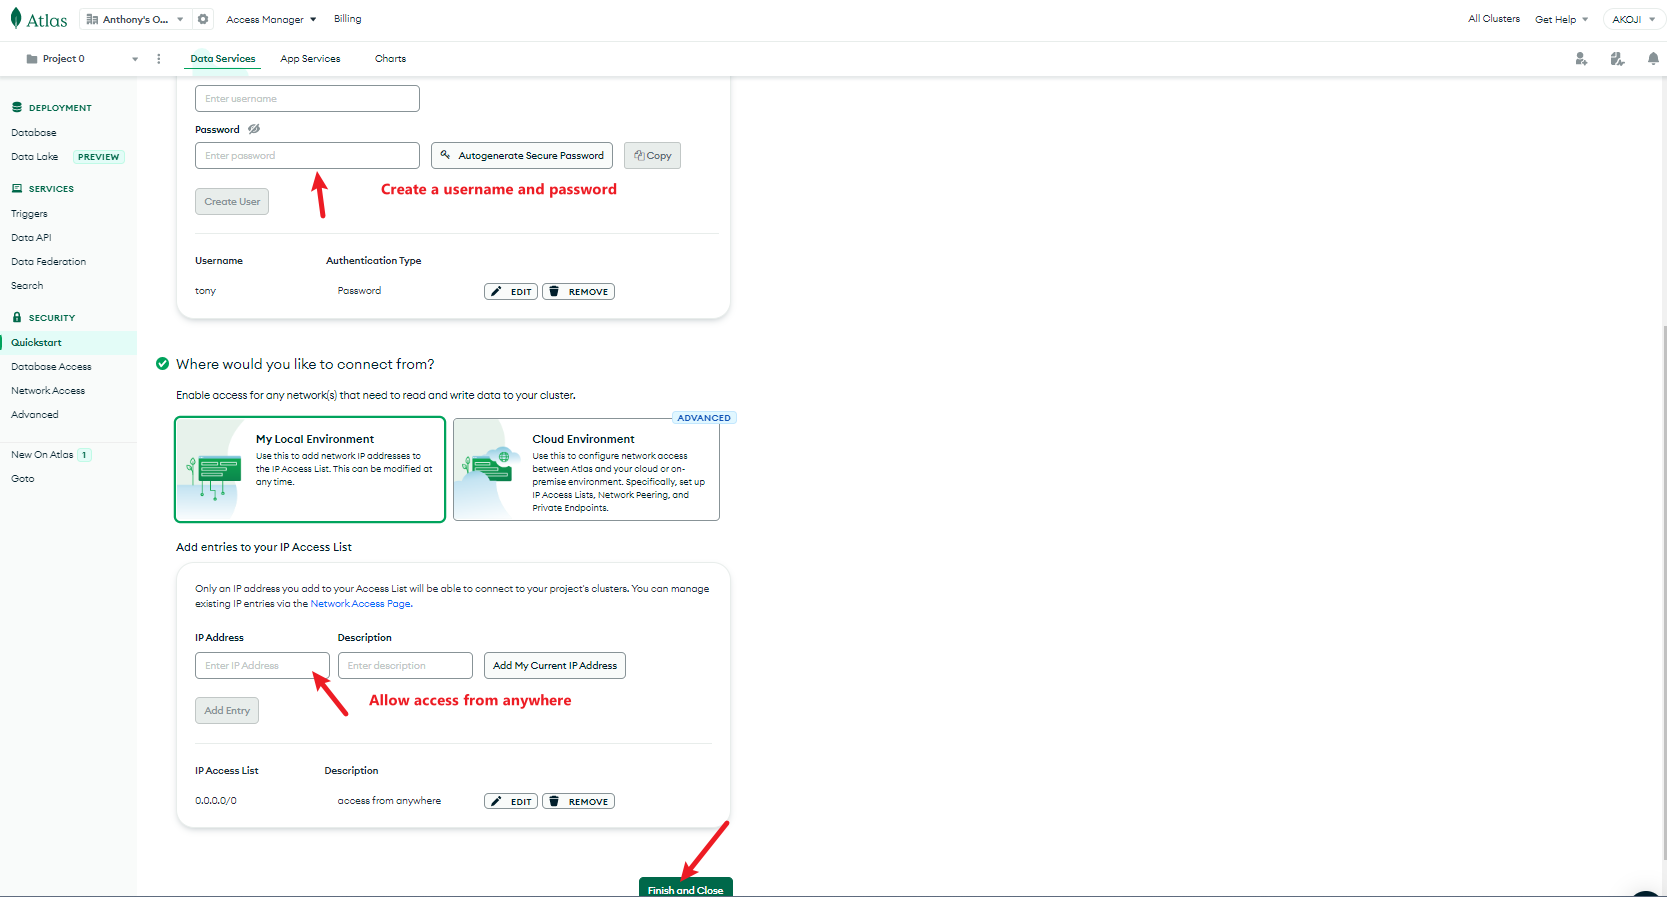 Atlas
Anthony's O...
Access Manager
Billing
All Clusters
Get Help
AKOJI
Project 0
Data Services
App Services
Charts
DEPLOYMENT
Database
Data Lake PREVIEW
SERVICES
Triggers
Data API
Data Federation
Search
SECURITY
Quickstart
Database Access
Network Access
Advanced
New On Atlas 1
Goto
Enter username
Password
Enter password
Autogenerate Secure Password
Copy
Create a username and password
Create User
Username Authentication Type
tony Password EDIT REMOVE
Where would you like to connect from?
Enable access for any network(s) that need to read and write data to your cluster.
My Local Environment
Use this to add network IP addresses to
the IP Access List. This can be modified at
any time.
ADVANCED
Cloud Environment
Use this to configure network access
between Atlas and your cloud or on-
premise environment. Specifically, set up
IP Access Lists, Network Peering, and
Private Endpoints.
Add entries to your IP Access List
Only an IP address you add to your Access List will be able to connect to your project's clusters. You can manage
existing IP entries via the Network Access Page.
IP Address Description
Enter IP Address Enter description Add My Current IP Address
Allow access from anywhere
Add Entry
IP Access List Description
0.0.0.0/0 access from anywhere EDIT REMOVE
Finish and Close